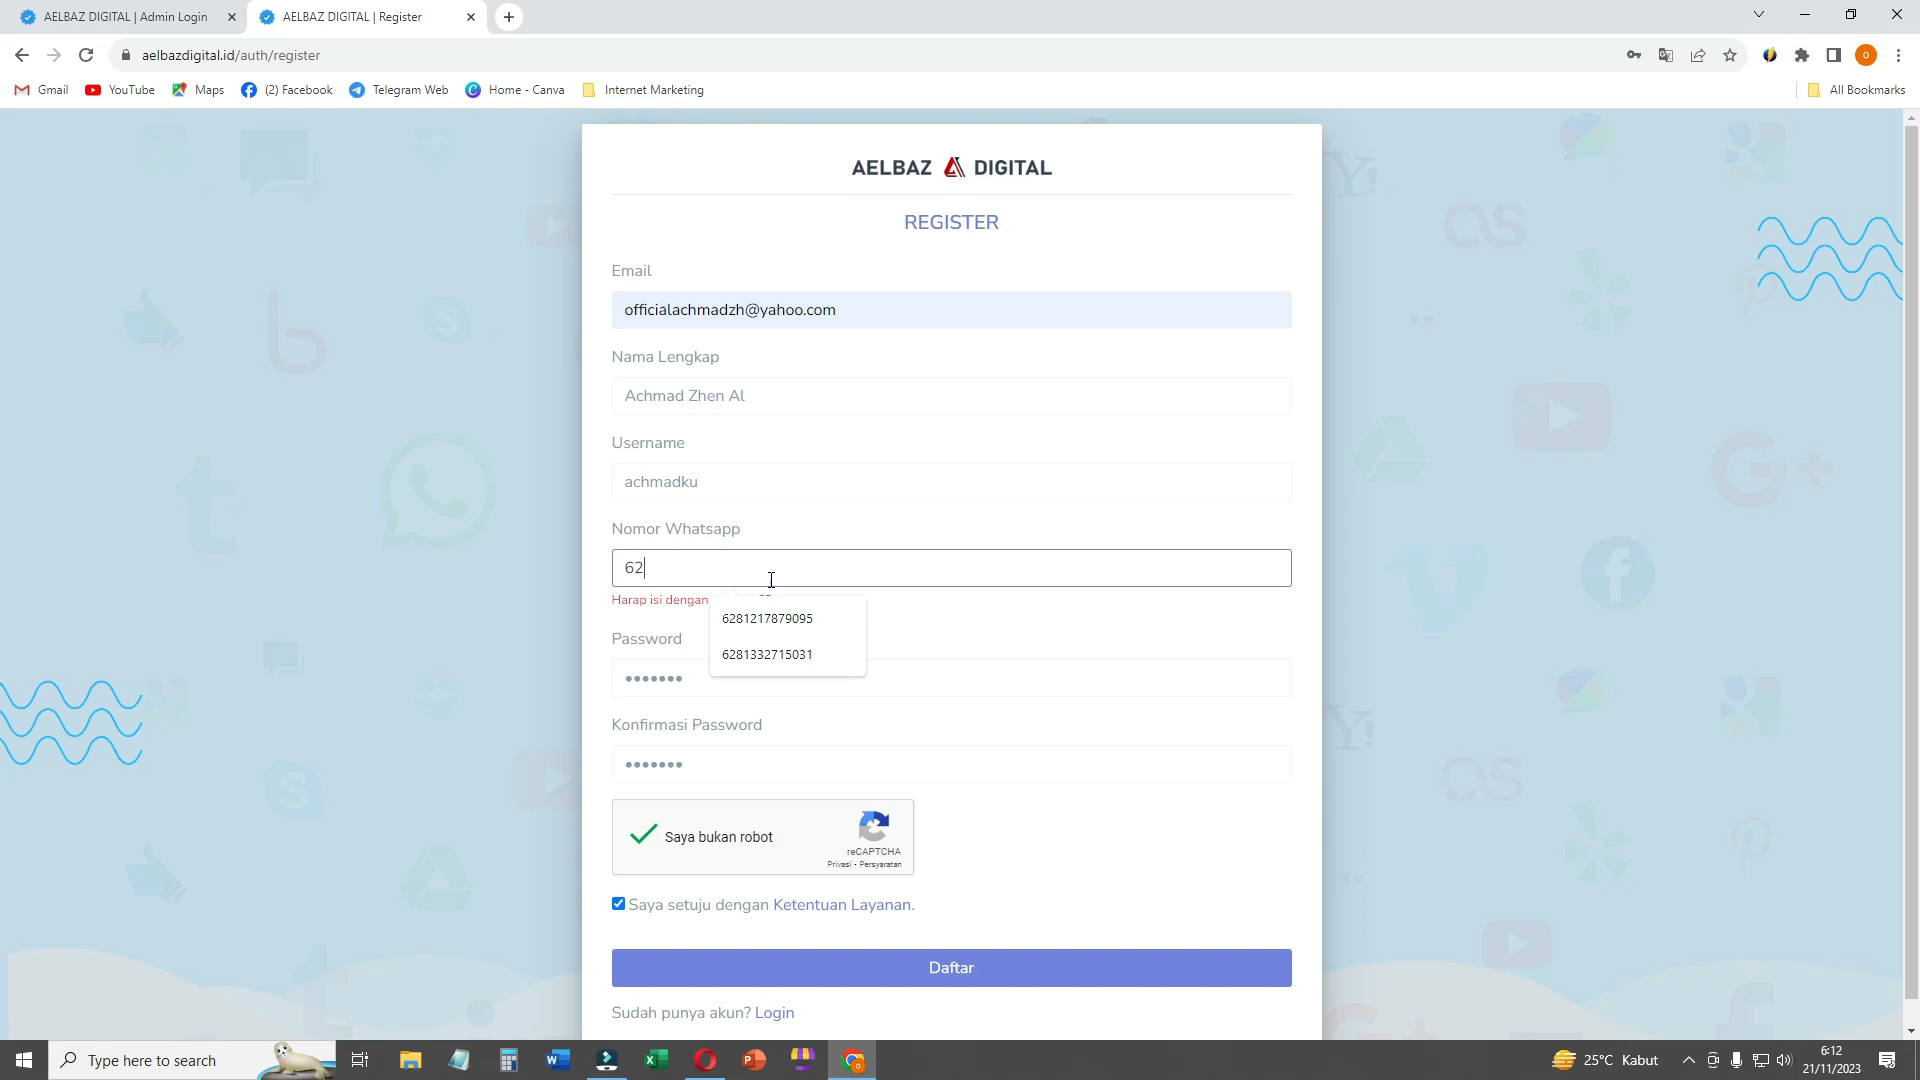 AELBAZ DIGITAL | Admin Login
AELBAZ DIGITAL | Register
aelbazdigital.id/auth/register
Gmail
YouTube
Maps
(2) Facebook
Telegram Web
Home - Canva
Internet Marketing
All Bookmarks
AELBAZ DIGITAL
REGISTER
Email
officialachmadzh@yahoo.com
Nama Lengkap
Achmad Zhen Al
Username
achmadku
Nomor Whatsapp
62
Harap isi dengan
6281217879095
6281332715031
Password
•••••••
Konfirmasi Password
•••••••
Saya bukan robot
reCAPTCHA
Privasi - Persyaratan
Saya setuju dengan Ketentuan Layanan.
Daftar
Sudah punya akun? Login
Type here to search
25°C Kabut
6:12
21/11/2023